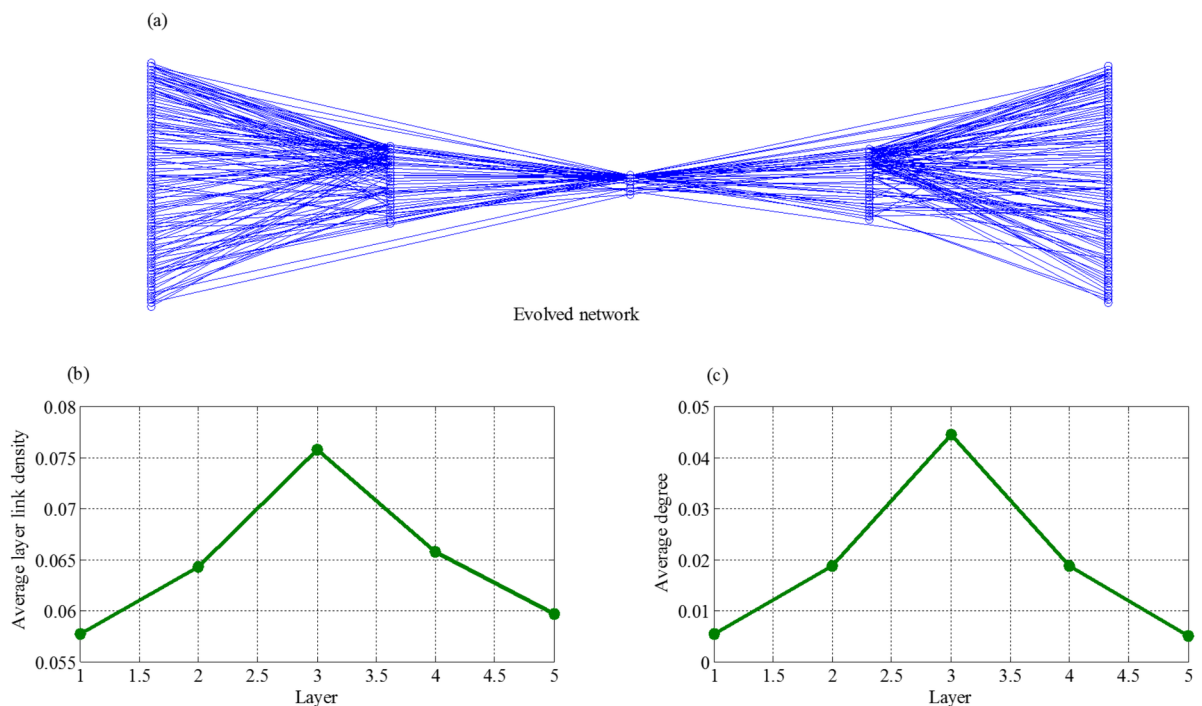 (a)
Evolved network
(b)
0.08
0.075
0.07
0.065
0.06
0.055
Average layer link density
1 1.5 2 2.5 3 3.5 4 4.5 5
Layer
(c)
0.05
0.04
0.03
0.02
0.01
0
Average degree
1 1.5 2 2.5 3 3.5 4 4.5 5
Layer